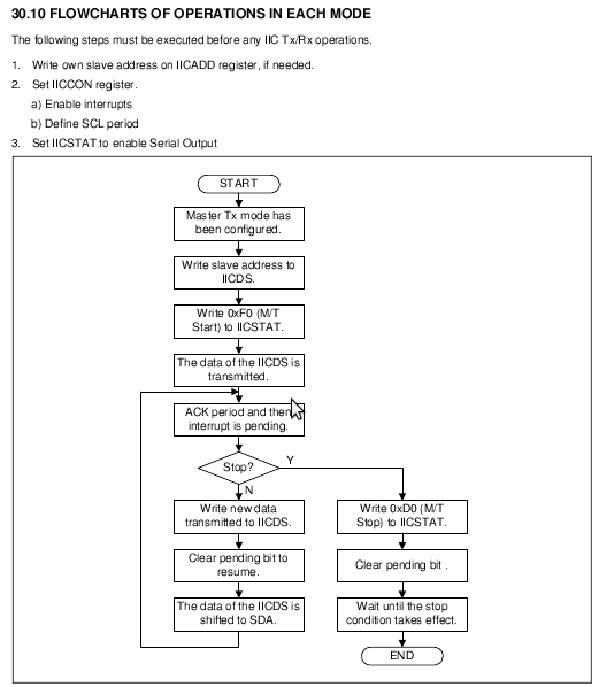 30.10 FLOWCHARTS OF OPERATIONS IN EACH MODE
The following steps must be executed before any IIC Tx/Rx operations.
1. Write own slave address on IICADD register, if needed.
2. Set IICCON register.
a) Enable interrupts
b) Define SCL period
3. Set IICSTAT to enable Serial Output
START
Master Tx mode has
been configured.
Write slave address to
IICDS.
Write 0xF0 (M/T
Start) to IICSTAT.
The data of the IICDS is
transmitted.
ACK period and then
interrupt is pending.
Stop?
Y
N
Write new data
transmitted to IICDS.
Clear pending bit to
resume.
The data of the IICDS is
shifted to SDA.
Write 0xD0 (M/T
Stop) to IICSTAT.
Clear pending bit .
Wait until the stop
condition takes effect.
END